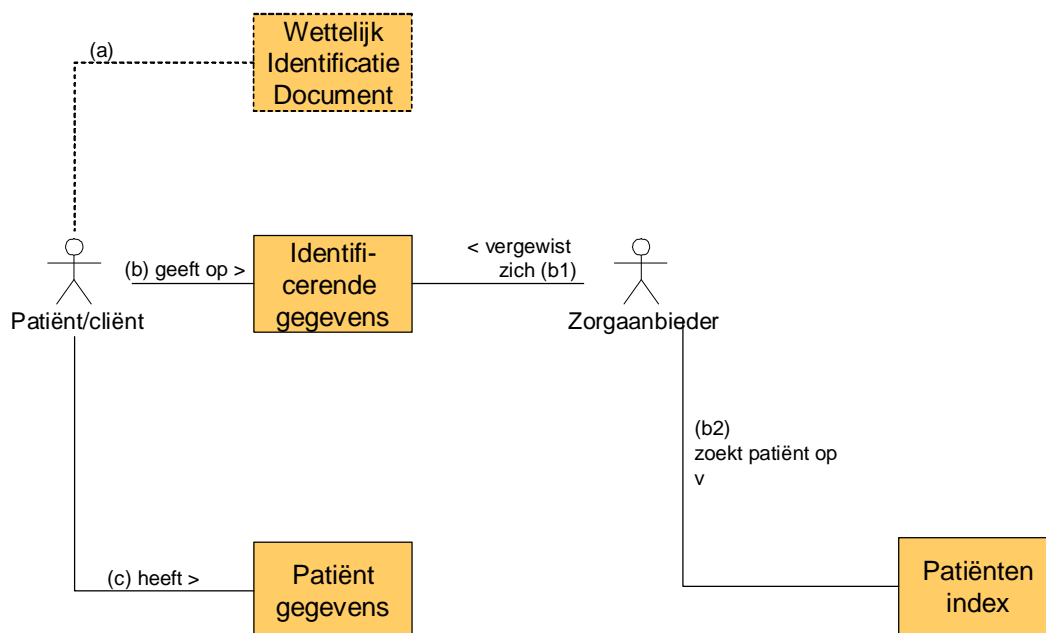 Wettelijk
Identificatie
Document
(a)
Identifi-
cerende
gegevens
< vergewist
zich (b1)
(b) geeft op >
Patiënt/cliënt
Zorgaanbieder
(b2)
zoekt patiënt op
v
(c) heeft >
Patiënt
gegevens
Patiënten
index